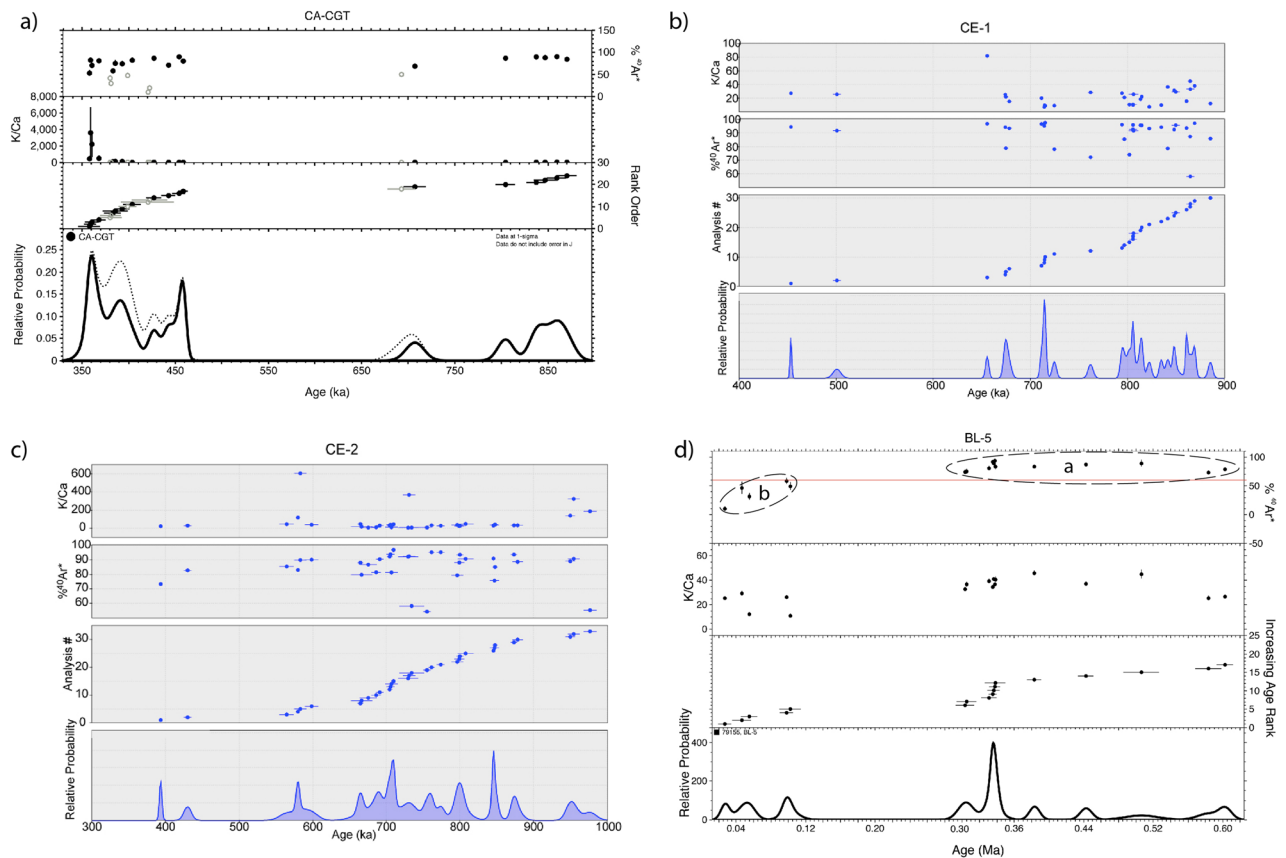 a)
CA-CGT
150
100
50
0
% ⁴⁰Ar*
8,000
6,000
4,000
2,000
0
K/Ca
30
20
10
0
Rank Order
CA-CGT
Data at 1-sigma
Data do not include error in J
0.25
0.20
0.15
0.10
0.05
0
Relative Probability
350 450 550 650 750 850
Age (ka)
b)
CE-1
100
80
60
40
20
K/Ca
100
90
80
70
60
%⁴⁰Ar*
30
20
10
0
Analysis #
Relative Probability
400 500 600 700 800 900
Age (ka)
c)
CE-2
600
400
200
0
K/Ca
100
90
80
70
60
%⁴⁰Ar*
30
20
10
0
Analysis #
Relative Probability
300 400 500 600 700 800 900 1000
Age (ka)
d)
BL-5
a
b
100
50
0
-50
% ⁴⁰Ar*
60
40
20
0
K/Ca
25
20
15
10
5
0
Increasing Age Rank
79155, BL-5
400
200
0
Relative Probability
0.04 0.12 0.20 0.30 0.36 0.44 0.52 0.60
Age (Ma)